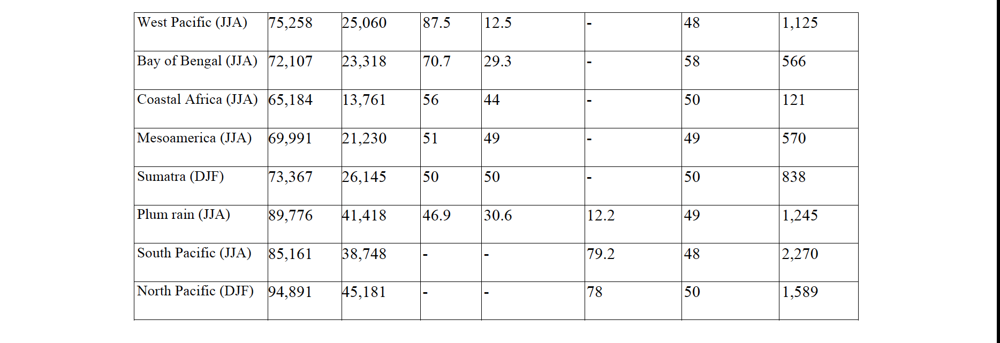 West Pacific (JJA) 75,258 25,060 87.5 12.5 - 48 1,125
Bay of Bengal (JJA) 72,107 23,318 70.7 29.3 - 58 566
Coastal Africa (JJA) 65,184 13,761 56 44 - 50 121
Mesoamerica (JJA) 69,991 21,230 51 49 - 49 570
Sumatra (DJF) 73,367 26,145 50 50 - 50 838
Plum rain (JJA) 89,776 41,418 46.9 30.6 12.2 49 1,245
South Pacific (JJA) 85,161 38,748 - - 79.2 48 2,270
North Pacific (DJF) 94,891 45,181 - - 78 50 1,589